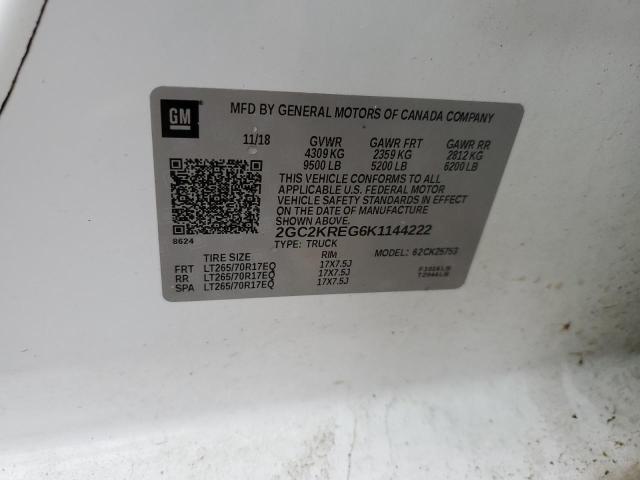 GM
MFD BY GENERAL MOTORS OF CANADA COMPANY
11/18 GVWR GAWR FRT GAWR RR
4309 KG 2359 KG 2812 KG
9500 LB 5200 LB 6200 LB
THIS VEHICLE CONFORMS TO ALL
APPLICABLE U.S. FEDERAL MOTOR
VEHICLE SAFETY STANDARDS IN EFFECT
ON THE DATE OF MANUFACTURE
SHOWN ABOVE.
2GC2KREG6K1144222
8624
TYPE: TRUCK MODEL: 62CK25753
TIRE SIZE RIM
FRT LT265/70R17EQ 17X7.5J
RR LT265/70R17EQ 17X7.5J
SPA LT265/70R17EQ 17X7.5J